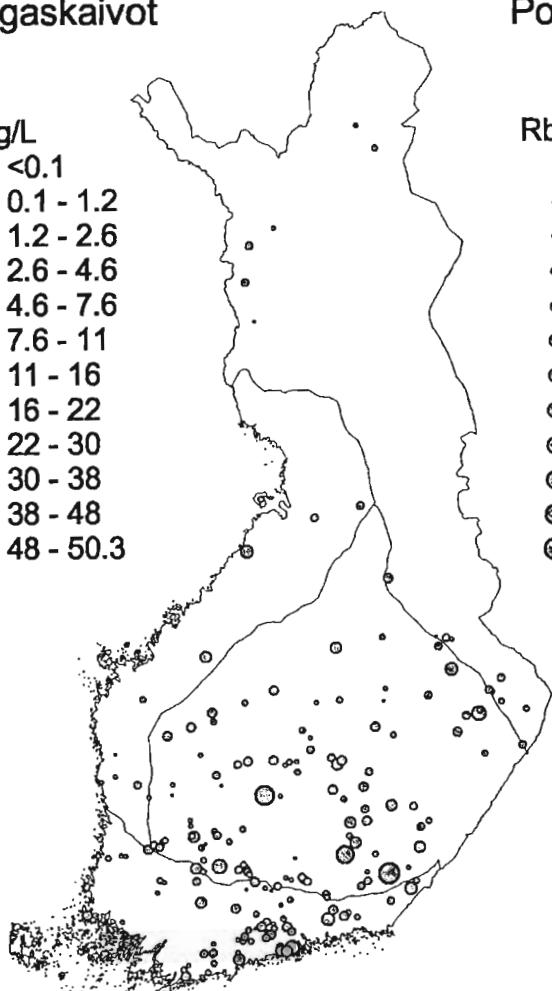 gaskaivot
Po
g/L
Rb
<0.1
0.1 - 1.2
1.2 - 2.6
2.6 - 4.6
4.6 - 7.6
7.6 - 11
11 - 16
16 - 22
22 - 30
30 - 38
38 - 48
48 - 50.3